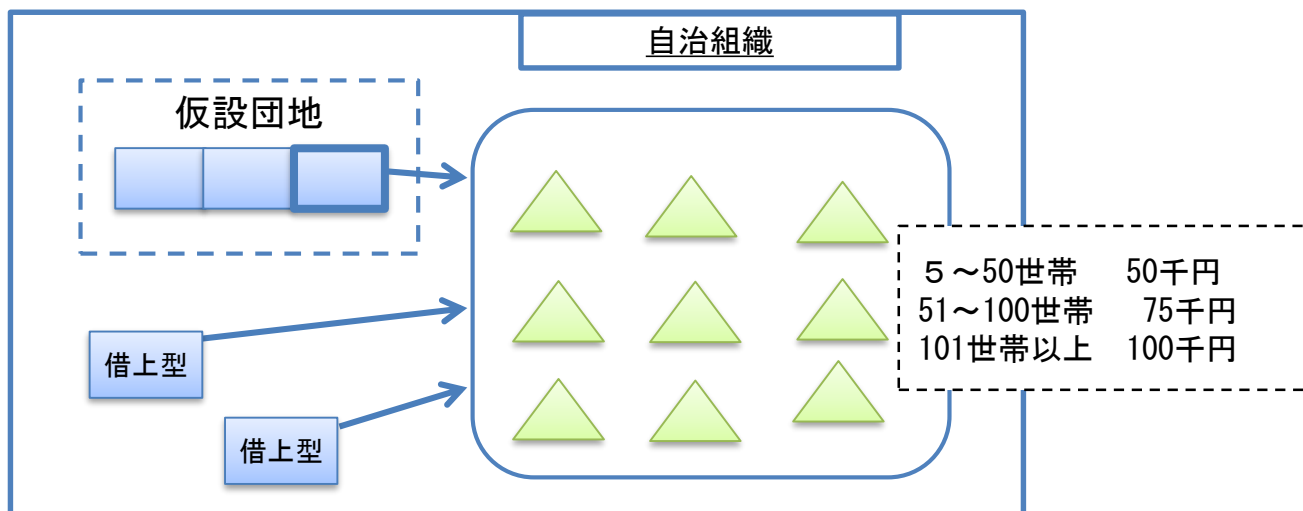 自治組織
仮設団地
借上型
借上型
５～50世帯　50千円
51～100世帯　75千円
101世帯以上　100千円